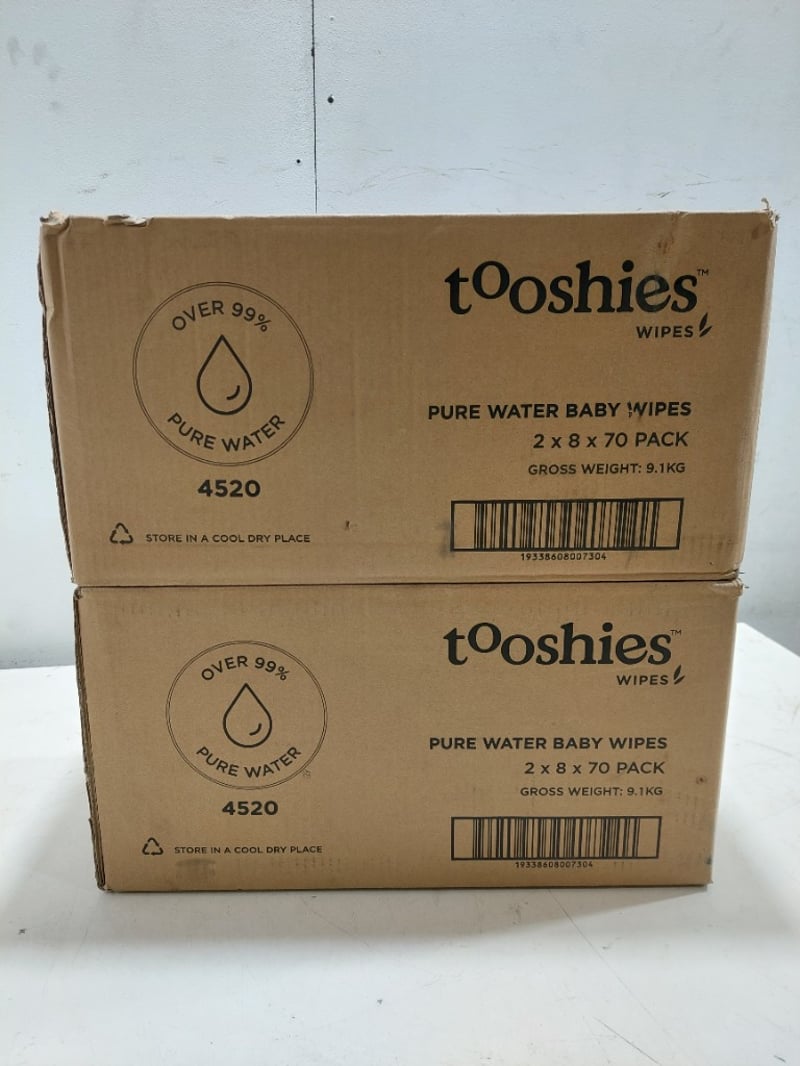 OVER 99%
PURE WATER
4520
STORE IN A COOL DRY PLACE
tooshies™
WIPES
PURE WATER BABY WIPES
2 x 8 x 70 PACK
GROSS WEIGHT: 9.1KG
19338608007304
OVER 99%
PURE WATER
4520
STORE IN A COOL DRY PLACE
tooshies™
WIPES
PURE WATER BABY WIPES
2 x 8 x 70 PACK
GROSS WEIGHT: 9.1KG
19338608007304